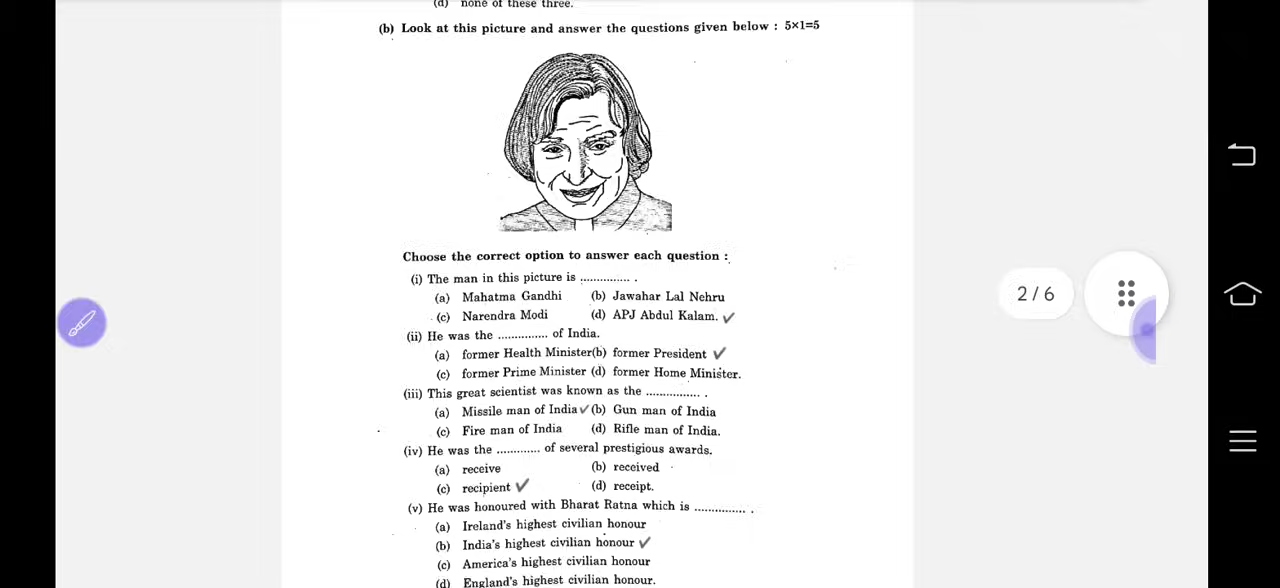 (d) none of these three.
(b) Look at this picture and answer the questions given below : 5×1=5
Choose the correct option to answer each question :
(i) The man in this picture is ............... .
(a) Mahatma Gandhi (b) Jawahar Lal Nehru
(c) Narendra Modi (d) APJ Abdul Kalam. ✓
(ii) He was the ............... of India.
(a) former Health Minister(b) former President ✓
(c) former Prime Minister (d) former Home Minister.
(iii) This great scientist was known as the ................ .
(a) Missile man of India ✓ (b) Gun man of India
(c) Fire man of India (d) Rifle man of India.
(iv) He was the ............. of several prestigious awards.
(a) receive (b) received
(c) recipient ✓ (d) receipt.
(v) He was honoured with Bharat Ratna which is ............... .
(a) Ireland's highest civilian honour
(b) India's highest civilian honour ✓
(c) America's highest civilian honour
(d) England's highest civilian honour.
2/6